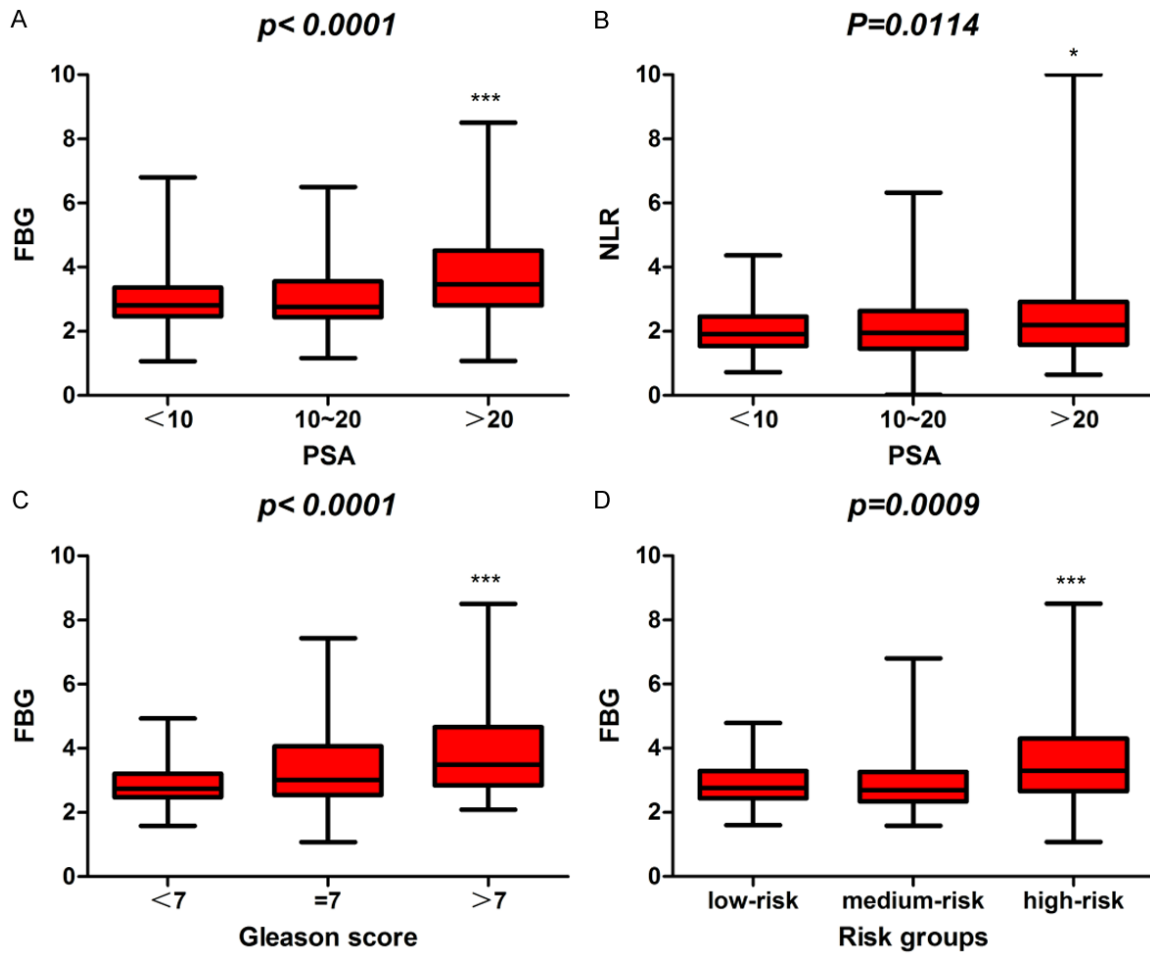 A
p< 0.0001
***
10
8
6
4
2
0
FBG
<10
10~20
>20
PSA
B
P=0.0114
*
10
8
6
4
2
0
NLR
<10
10~20
>20
PSA
C
p< 0.0001
***
10
8
6
4
2
0
FBG
<7
=7
>7
Gleason score
D
p=0.0009
***
10
8
6
4
2
0
FBG
low-risk
medium-risk
high-risk
Risk groups